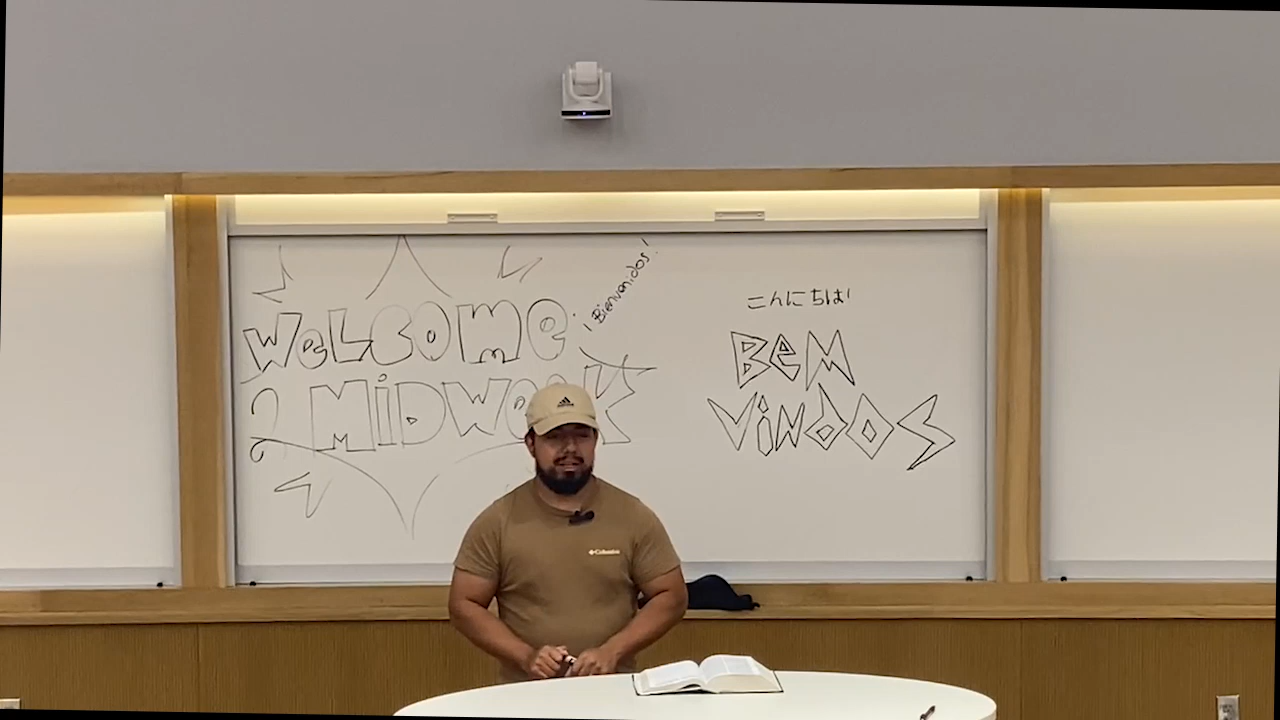 WeLCOMe
¡Bienvenidos!
2 MiDWeeK
こんにちは!
BeM
ViNdOS
Columbia